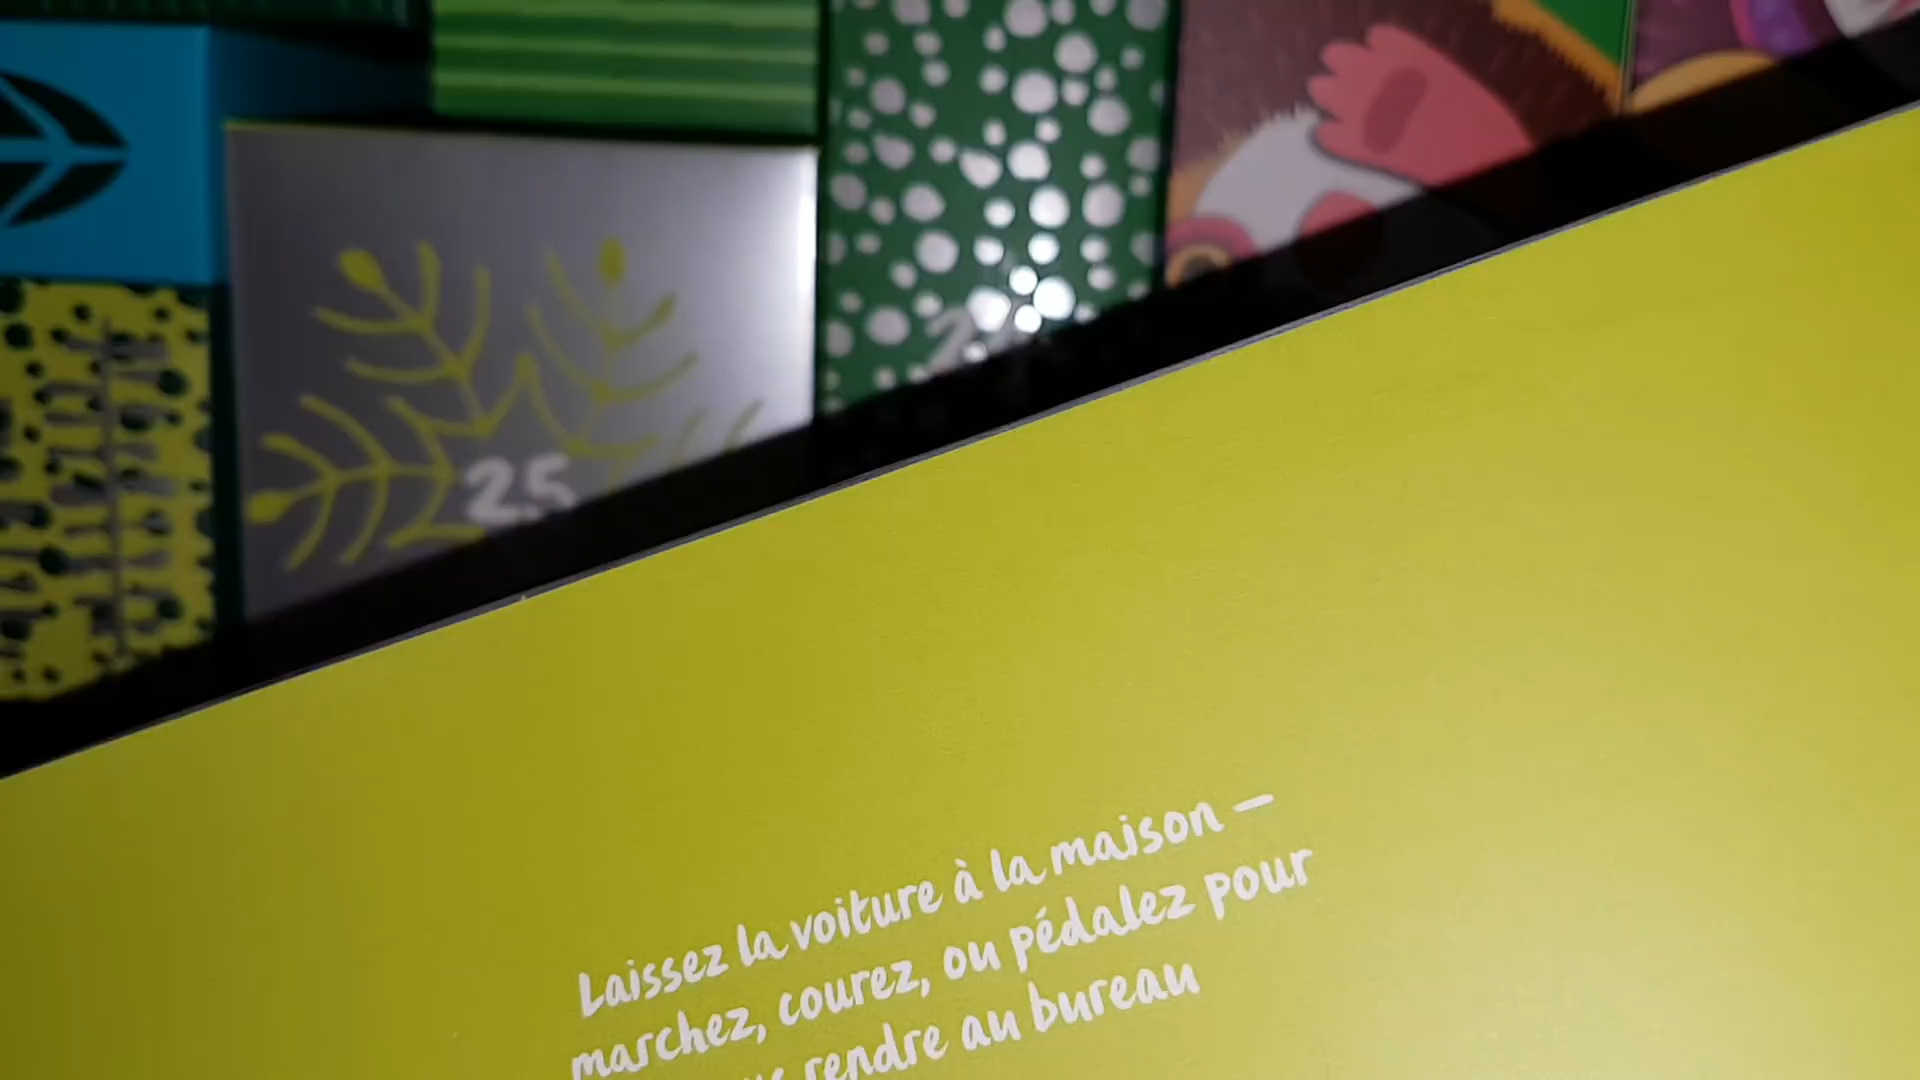 25
Laissez la voiture à la maison –
marchez, courez, ou pédalez pour
rendre au bureau